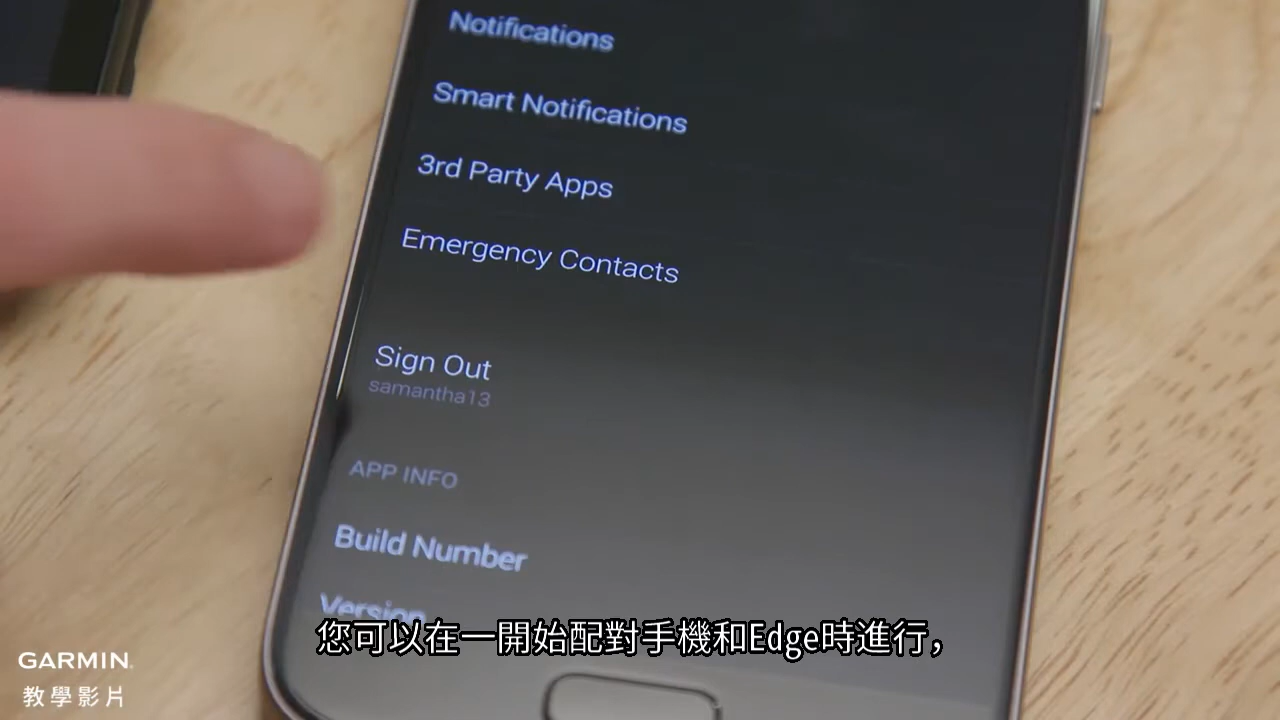 Notifications
Smart Notifications
3rd Party Apps
Emergency Contacts
Sign Out
samantha13
APP INFO
Build Number
Version
您可以在一開始配對手機和Edge時進行，
GARMIN.
教學影片